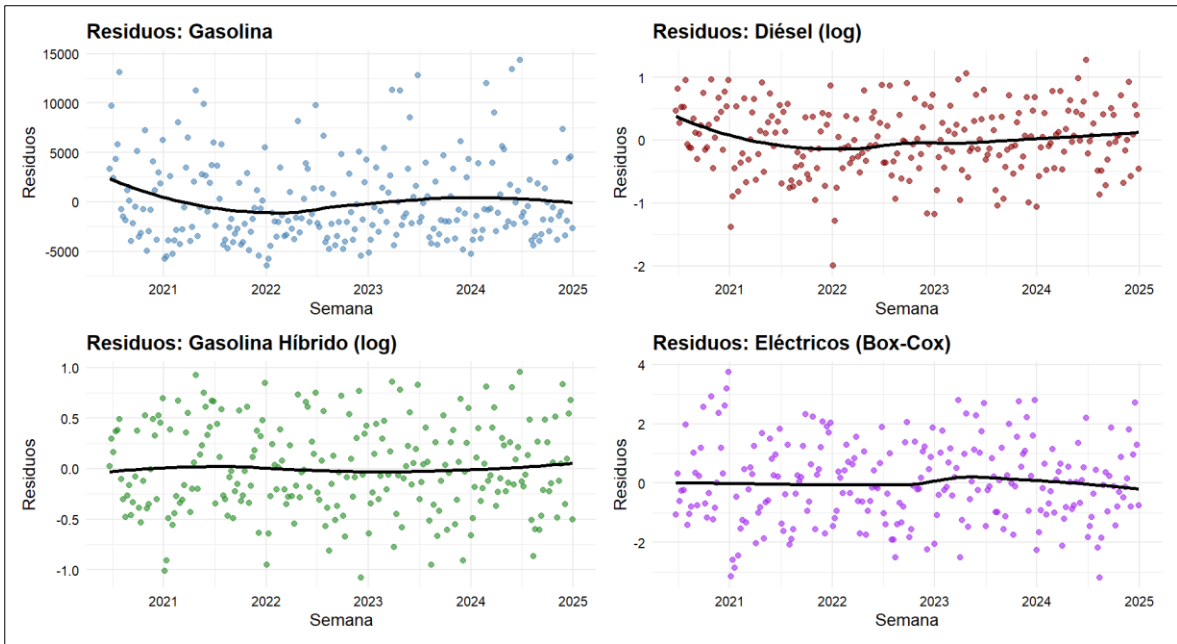 Residuos: Gasolina
15000
10000
5000
0
-5000
Residuos
2021 2022 2023 2024 2025
Semana
Residuos: Diésel (log)
1
0
-1
-2
Residuos
2021 2022 2023 2024 2025
Semana
Residuos: Gasolina Híbrido (log)
1.0
0.5
0.0
-0.5
-1.0
Residuos
2021 2022 2023 2024 2025
Semana
Residuos: Eléctricos (Box-Cox)
4
2
0
-2
Residuos
2021 2022 2023 2024 2025
Semana